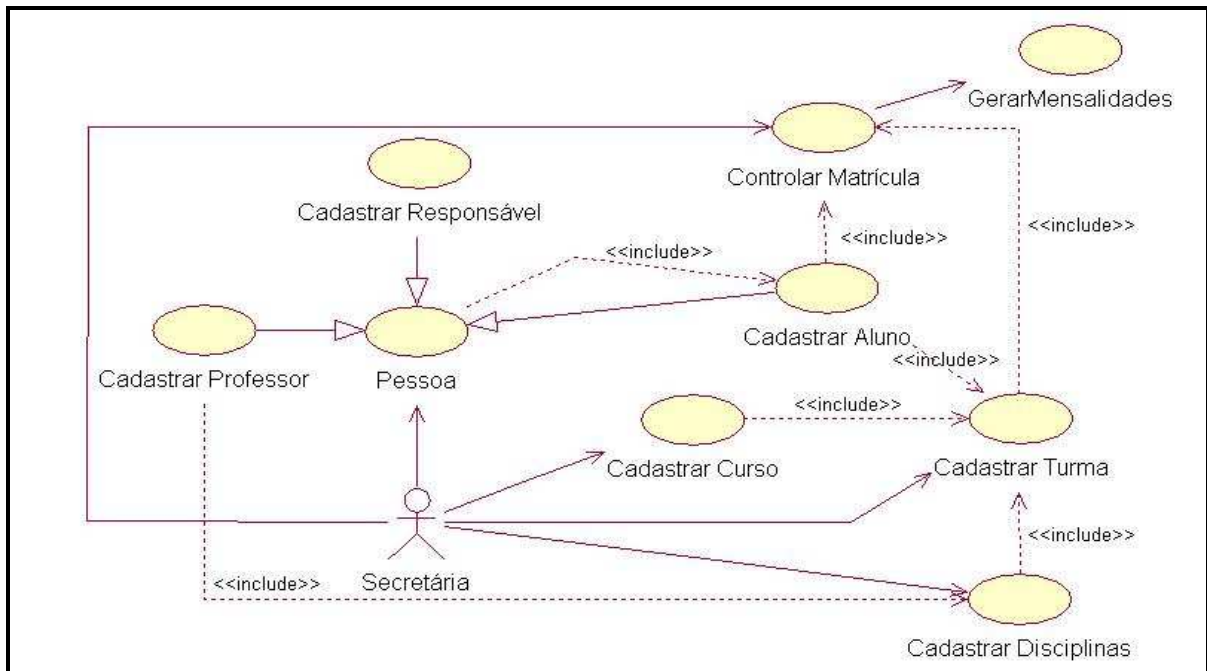 GerarMensalidades
Controlar Matrícula
Cadastrar Responsável
<<include>>
<<include>>
<<include>>
Cadastrar Aluno
<<include>>
Cadastrar Professor
Pessoa
<<include>>
Cadastrar Curso
Cadastrar Turma
<<include>>
<<include>>
Secretária
Cadastrar Disciplinas